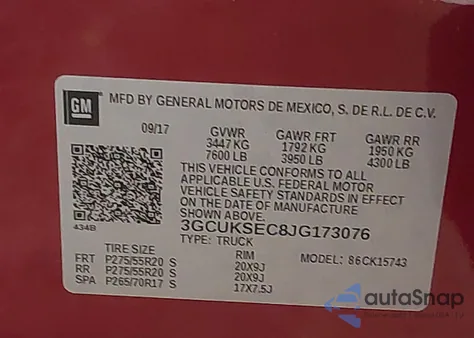 GM
MFD BY GENERAL MOTORS DE MEXICO, S. DE R.L. DE C.V.
09/17 GVWR GAWR FRT GAWR RR
3447 KG 1792 KG 1950 KG
7600 LB 3950 LB 4300 LB
THIS VEHICLE CONFORMS TO ALL
APPLICABLE U.S. FEDERAL MOTOR
VEHICLE SAFETY STANDARDS IN EFFECT
ON THE DATE OF MANUFACTURE
SHOWN ABOVE.
434B
3GCUKSEC8JG173076
TYPE: TRUCK
TIRE SIZE RIM MODEL: 86CK15743
FRT P275/55R20 S 20X9J
RR P275/55R20 S 20X9J
SPA P265/70R17 S 17X7.5J
autoSnap